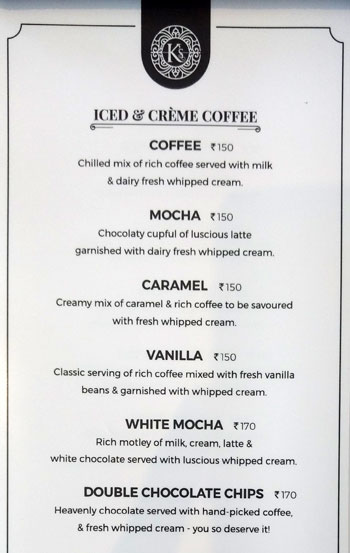 K's
ICED & CRÈME COFFEE
COFFEE ₹150
Chilled mix of rich coffee served with milk
& dairy fresh whipped cream.
MOCHA ₹150
Chocolaty cupful of luscious latte
garnished with dairy fresh whipped cream.
CARAMEL ₹150
Creamy mix of caramel & rich coffee to be savoured
with fresh whipped cream.
VANILLA ₹150
Classic serving of rich coffee mixed with fresh vanilla
beans & garnished with whipped cream.
WHITE MOCHA ₹170
Rich motley of milk, cream, latte &
white chocolate served with luscious whipped cream.
DOUBLE CHOCOLATE CHIPS ₹170
Heavenly chocolate served with hand-picked coffee,
& fresh whipped cream - you so deserve it!